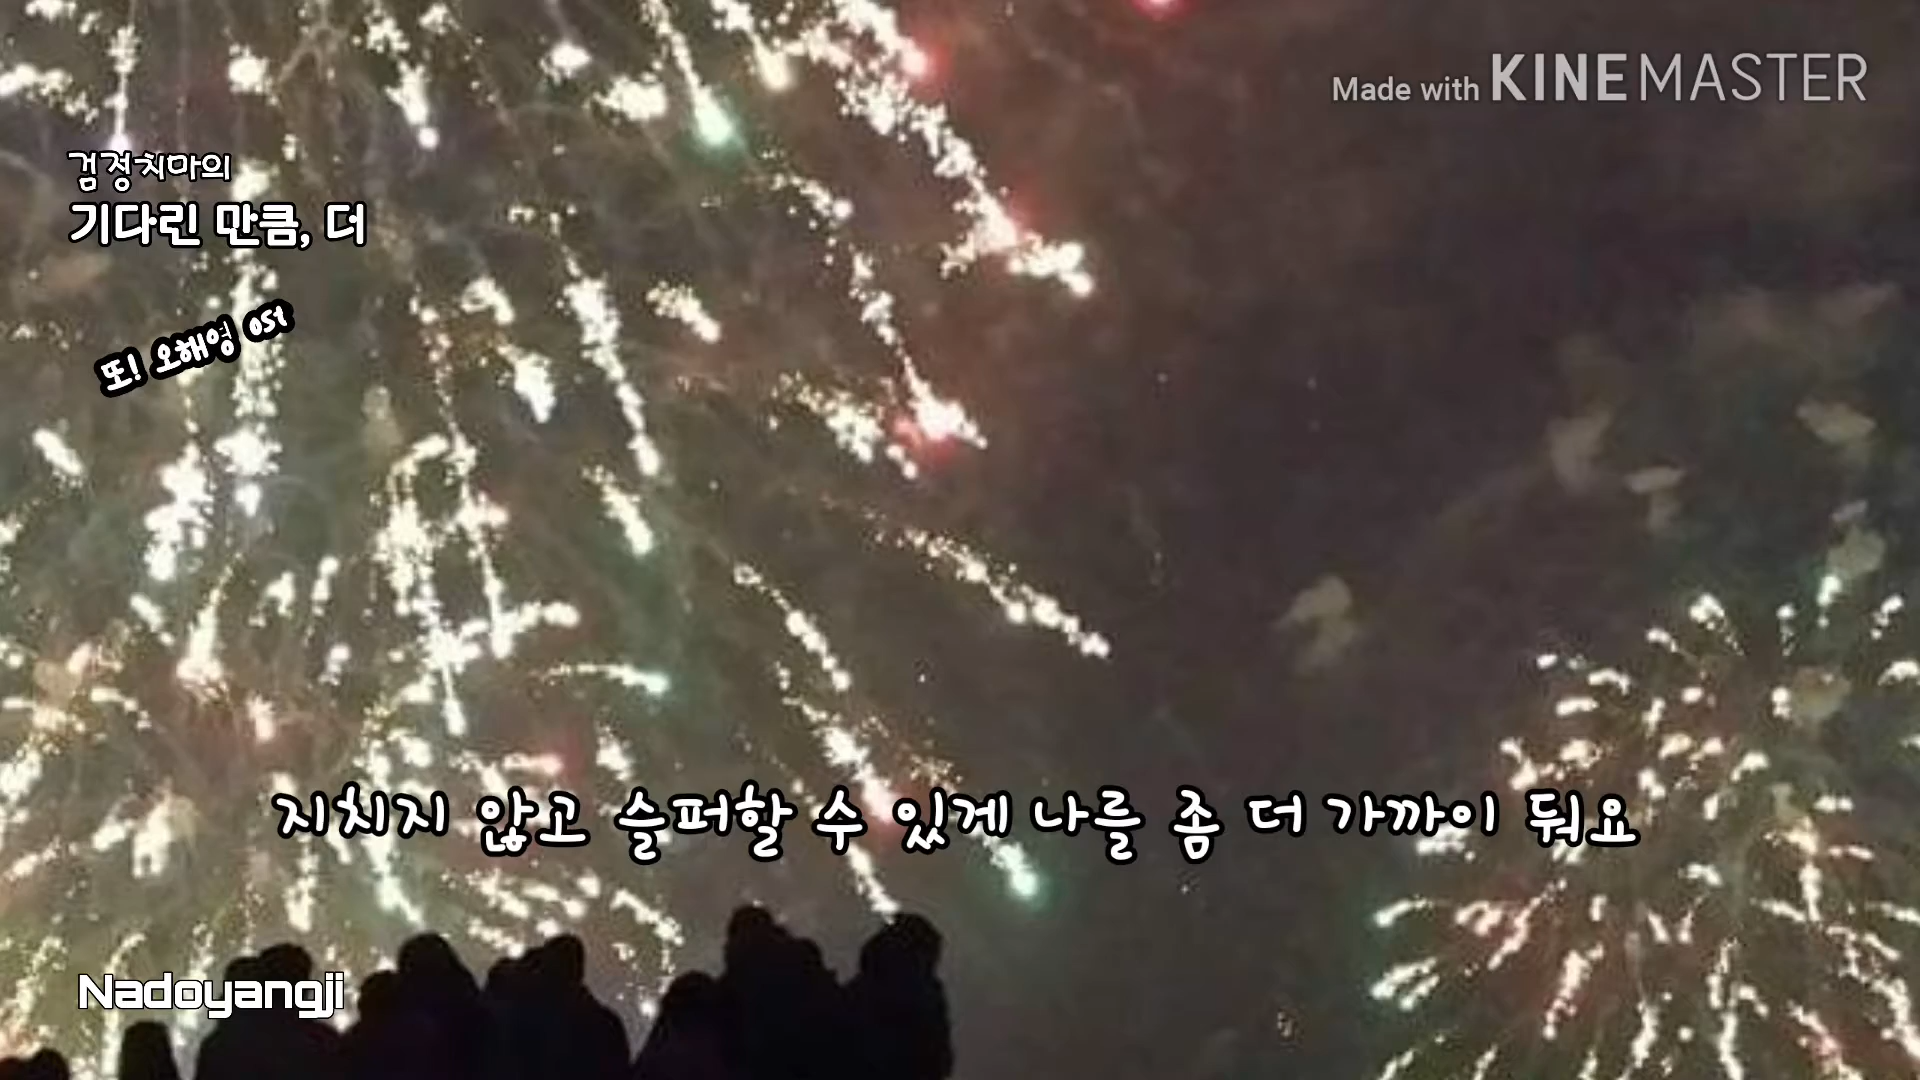 Made with KINEMASTER
검정치마의
기다린 만큼, 더
또! 오해영 ost
지치지 않고 슬퍼할 수 있게 나를 좀 더 가까이 둬요
Nadoyangji